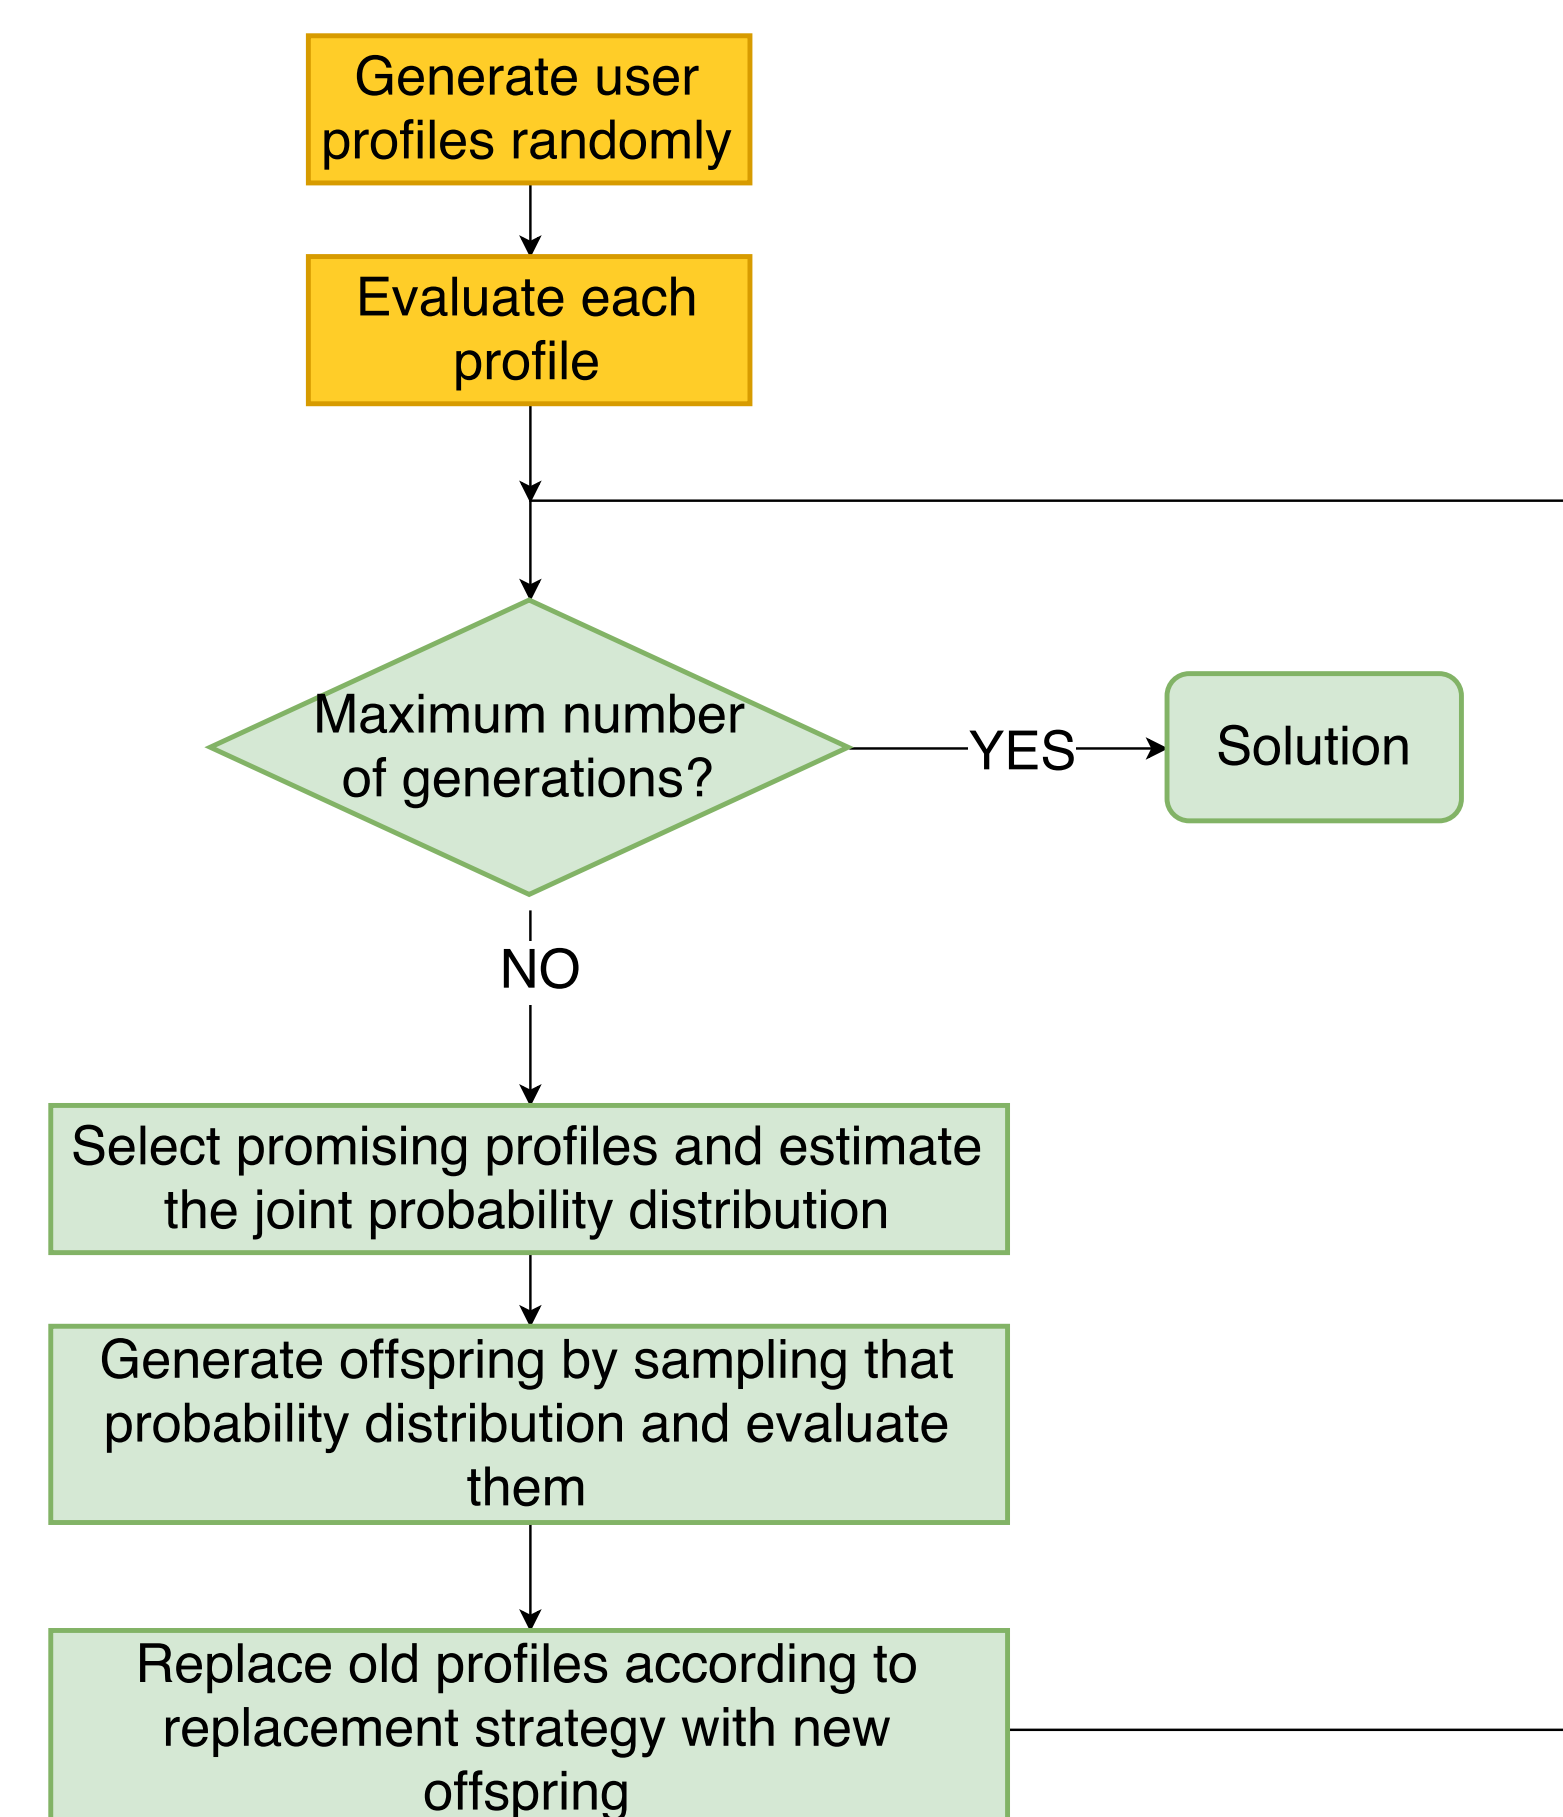 Generate user
profiles randomly
Evaluate each
profile
Maximum number
of generations?
YES
Solution
NO
Select promising profiles and estimate
the joint probability distribution
Generate offspring by sampling that
probability distribution and evaluate
them
Replace old profiles according to
replacement strategy with new
offspring